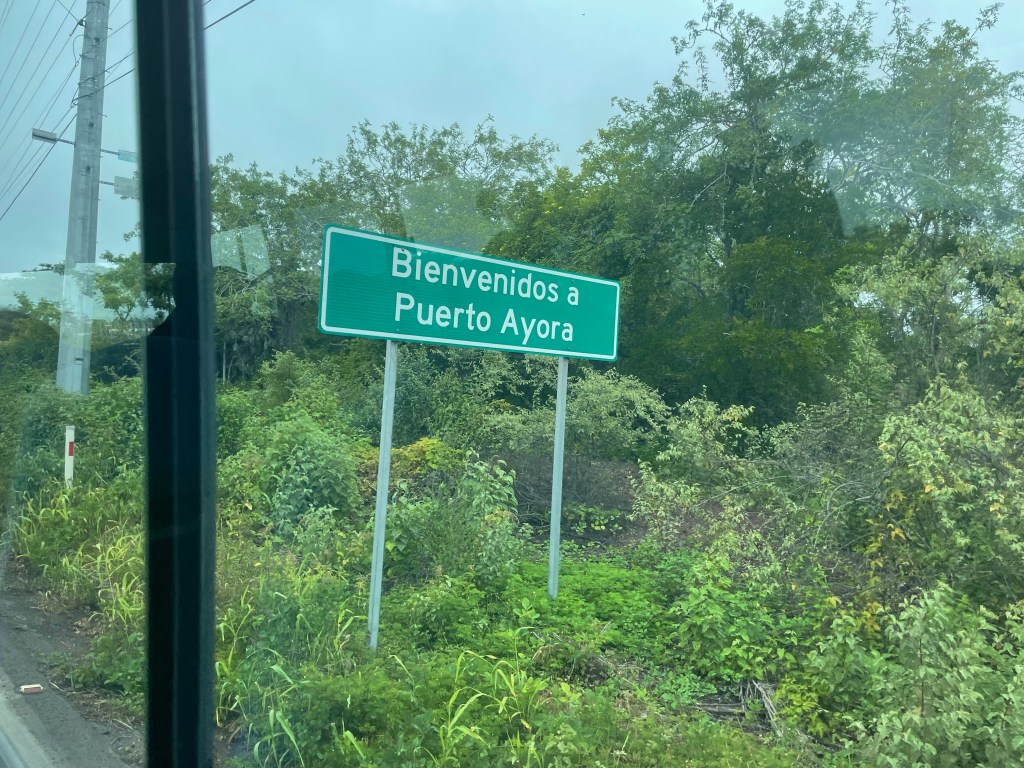 Bienvenidos a
Puerto Ayora